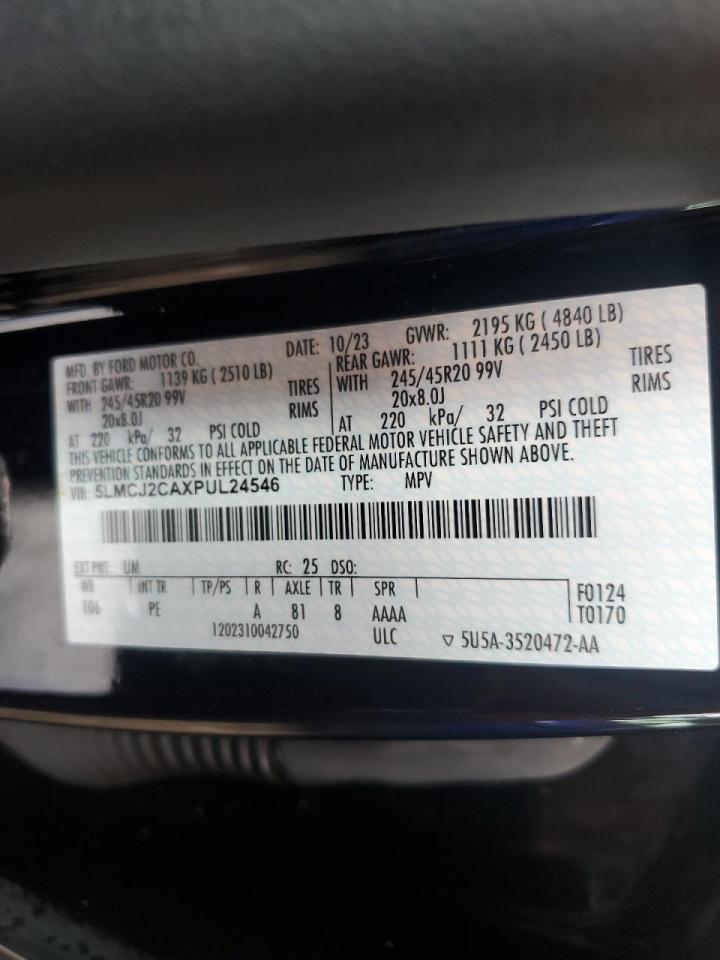 MFD. BY FORD MOTOR CO. DATE: 10/23 GVWR: 2195 KG ( 4840 LB)
FRONT GAWR: 1139 KG ( 2510 LB) REAR GAWR: 1111 KG ( 2450 LB)
WITH 245/45R20 99V TIRES WITH 245/45R20 99V TIRES
20x8.0J RIMS 20x8.0J RIMS
AT 220 kPa/ 32 PSI COLD AT 220 kPa/ 32 PSI COLD
THIS VEHICLE CONFORMS TO ALL APPLICABLE FEDERAL MOTOR VEHICLE SAFETY AND THEFT
PREVENTION STANDARDS IN EFFECT ON THE DATE OF MANUFACTURE SHOWN ABOVE.
VIN: 5LMCJ2CAXPUL24546 TYPE: MPV
EXT PNT: UM RC: 25 DSO:
WB INT TR TP/PS R AXLE TR SPR F0124
106 PE A 81 8 AAAA T0170
1202310042750 ULC ▽ 5U5A-3520472-AA